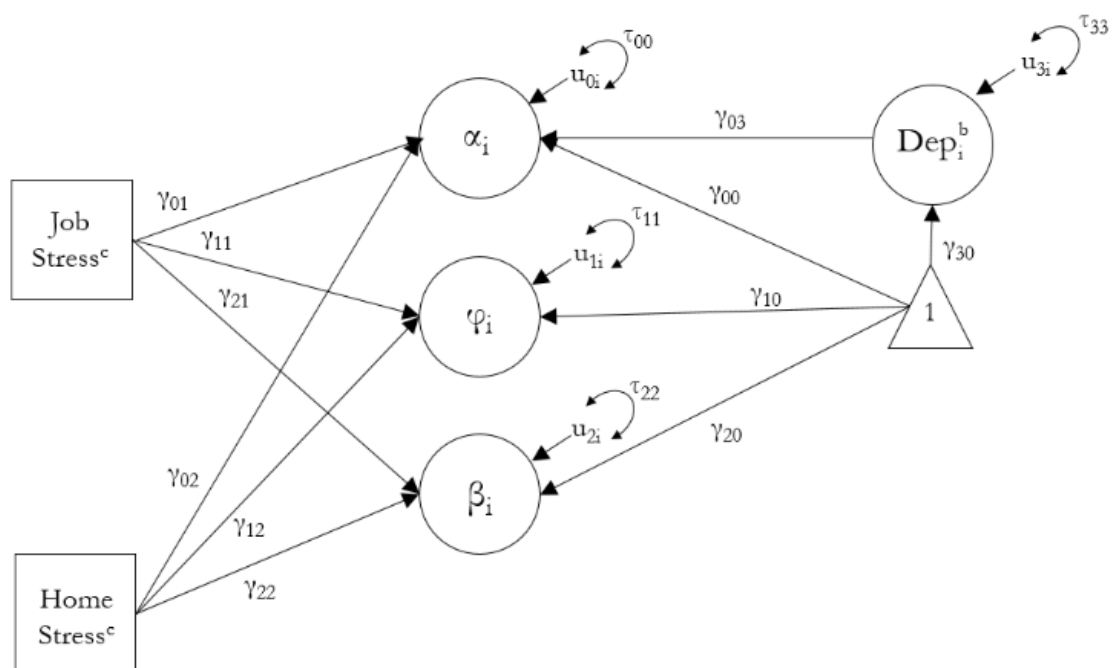 τ₀₀
u₀ᵢ
αᵢ
τ₃₃
u₃ᵢ
Depᵢᵇ
γ₀₃
γ₀₀
γ₃₀
Job
Stressᶜ
γ₀₁
γ₁₁
γ₂₁
τ₁₁
u₁ᵢ
φᵢ
γ₁₀
1
τ₂₂
u₂ᵢ
βᵢ
γ₂₀
γ₀₂
γ₁₂
γ₂₂
Home
Stressᶜ